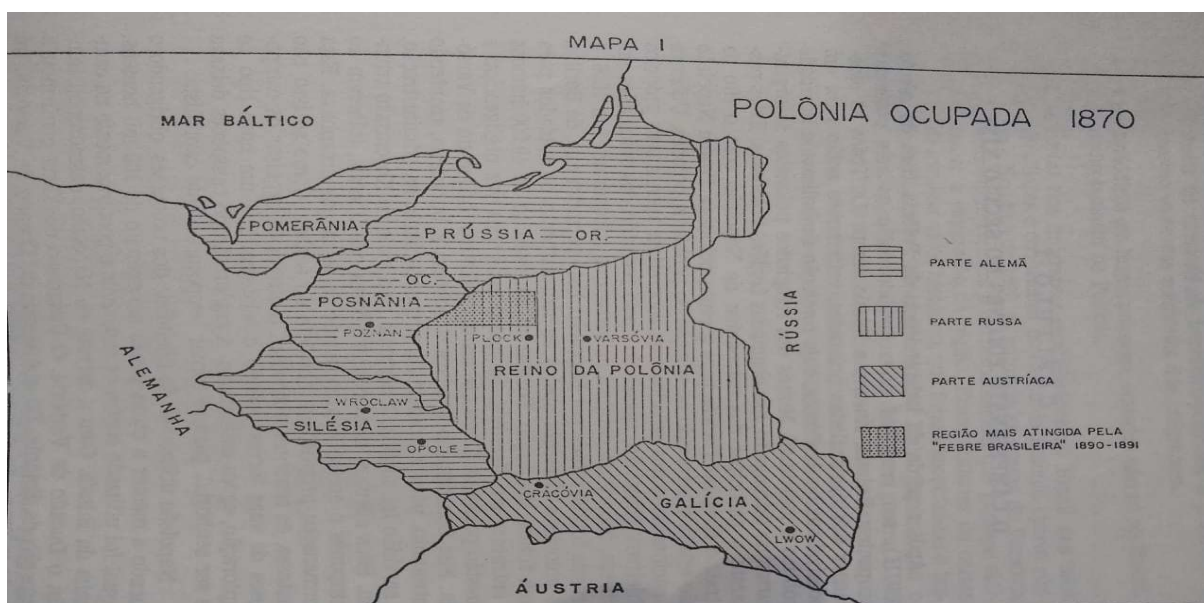 MAPA I
POLÔNIA OCUPADA 1870
MAR BÁLTICO
POMERÂNIA
PRÚSSIA OR.
OC.
POSNÂNIA
POZNAN
PLOCK
VARSÓVIA
REINO DA POLÔNIA
RÚSSIA
ALEMANHA
WROCLAW
SILÉSIA
OPOLE
CRACÓVIA
GALÍCIA
LWOW
ÁUSTRIA
PARTE ALEMÃ
PARTE RUSSA
PARTE AUSTRÍACA
REGIÃO MAIS ATINGIDA PELA
"FEBRE BRASILEIRA" 1890-1891